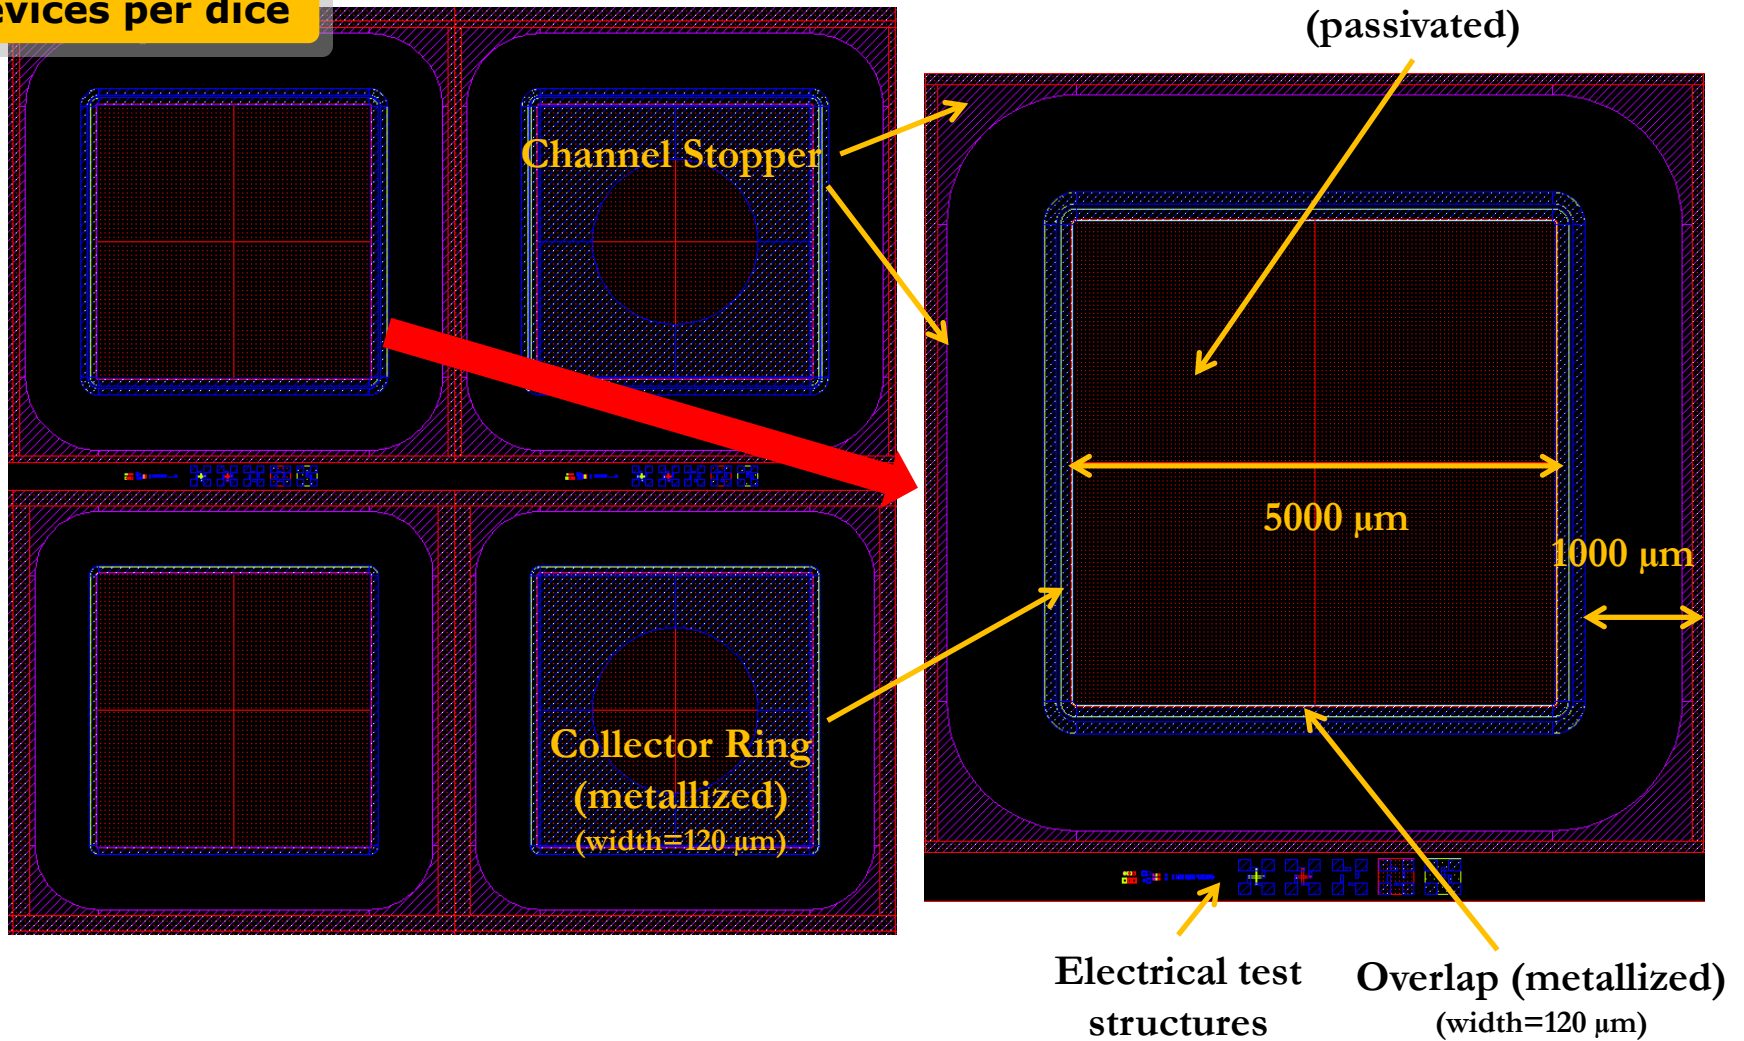 per dice
(passivated)
Channel Stopper
5000 µm
1000 µm
Collector Ring
(metallized)
(width=120 µm)
Electrical test
structures
Overlap (metallized)
(width=120 µm)